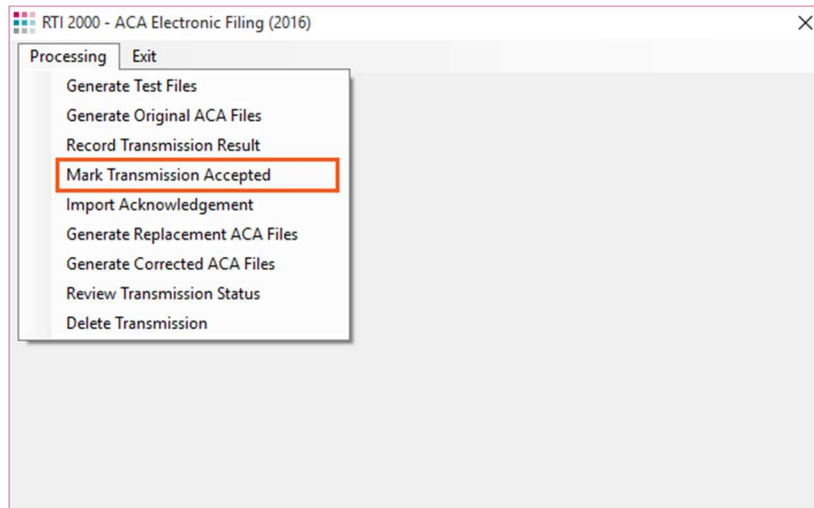 RTI 2000 - ACA Electronic Filing (2016)
Processing Exit
Generate Test Files
Generate Original ACA Files
Record Transmission Result
Mark Transmission Accepted
Import Acknowledgement
Generate Replacement ACA Files
Generate Corrected ACA Files
Review Transmission Status
Delete Transmission